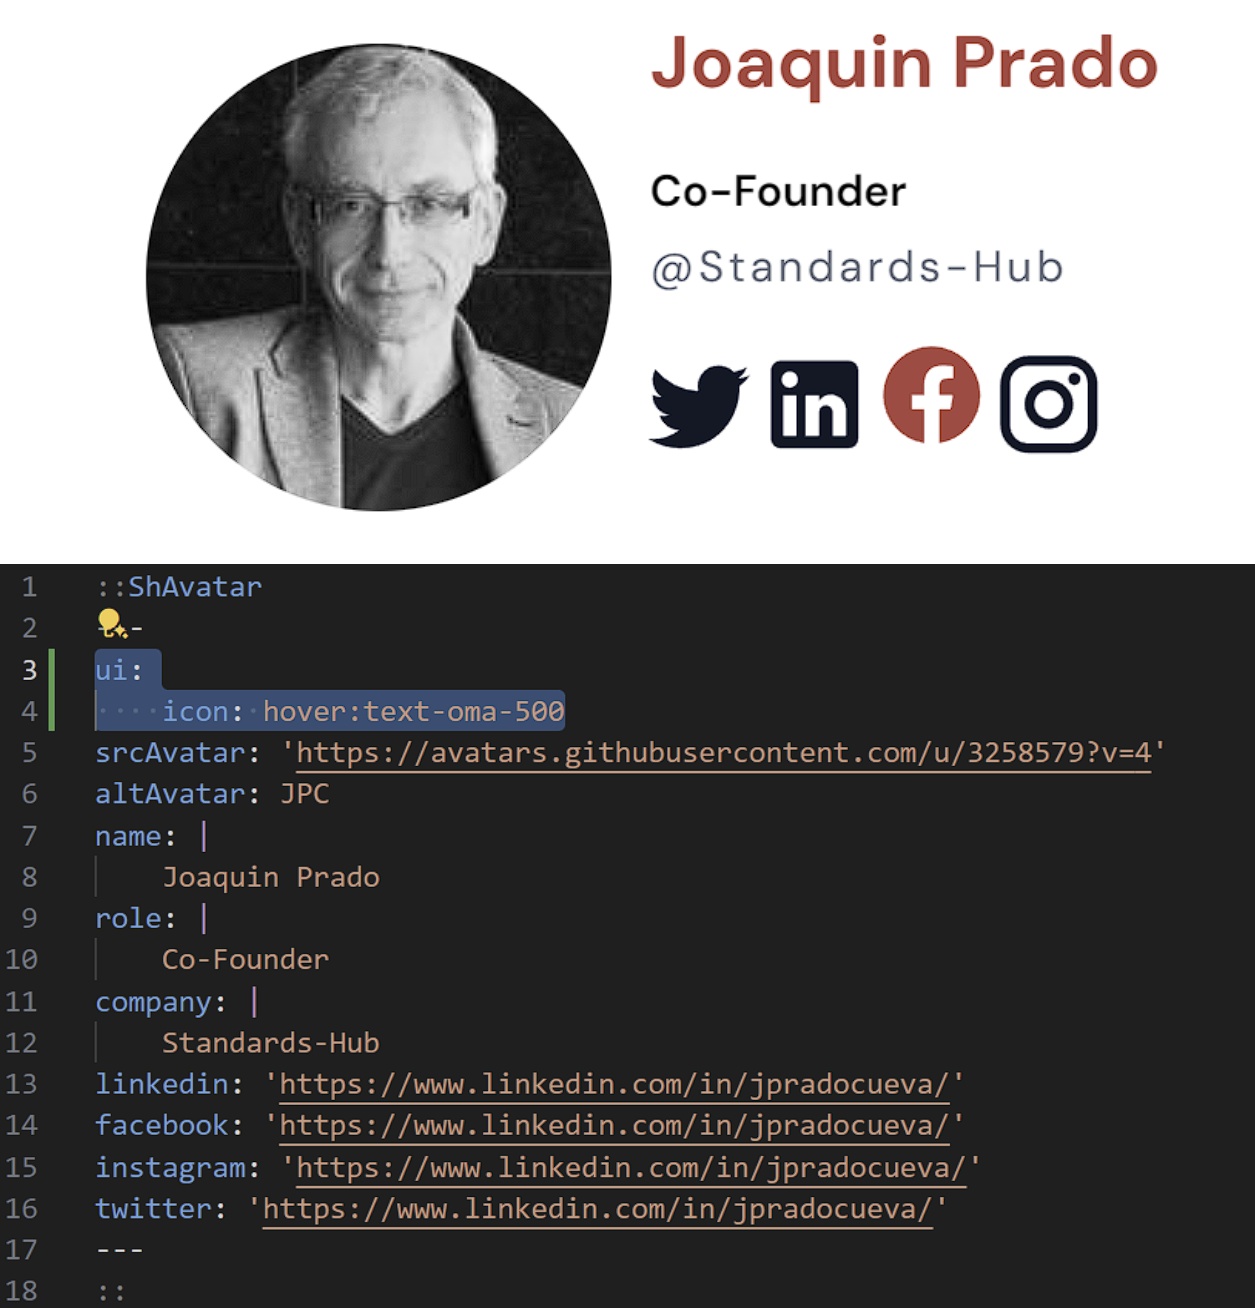 Joaquin Prado
Co-Founder
@Standards-Hub
in
f
1 ::ShAvatar
2 -
3 ui:
4 icon: hover:text-oma-500
5 srcAvatar: 'https://avatars.githubusercontent.com/u/3258579?v=4'
6 altAvatar: JPC
7 name: |
8 Joaquin Prado
9 role: |
10 Co-Founder
11 company: |
12 Standards-Hub
13 linkedin: 'https://www.linkedin.com/in/jpradocueva/'
14 facebook: 'https://www.linkedin.com/in/jpradocueva/'
15 instagram: 'https://www.linkedin.com/in/jpradocueva/'
16 twitter: 'https://www.linkedin.com/in/jpradocueva/'
17 ---
18 ::